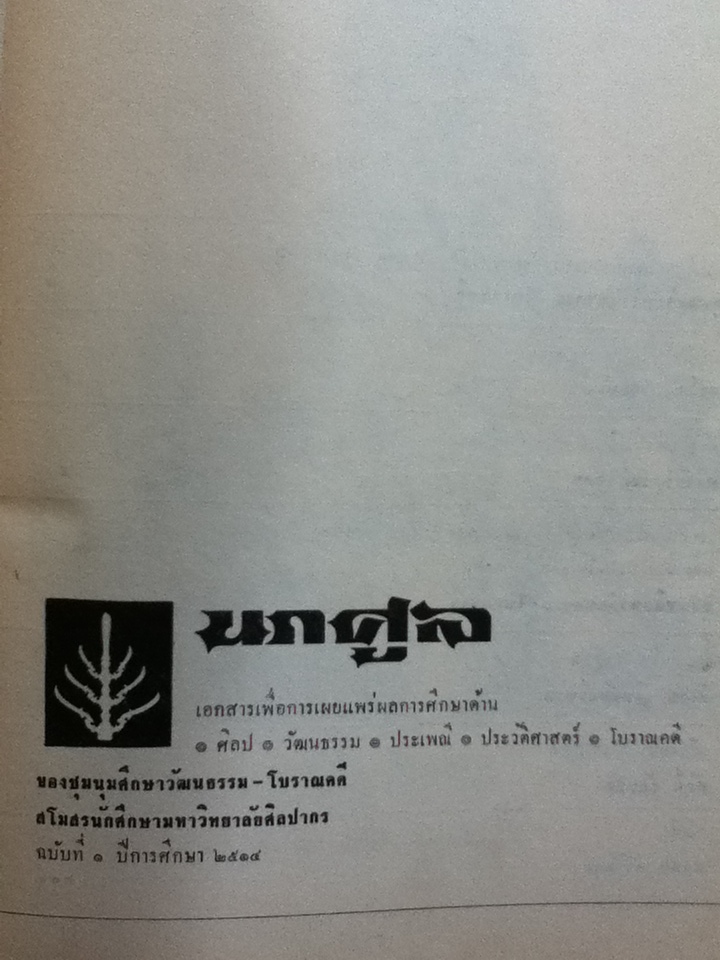 นภศูล
เอกสารเพื่อการเผยแพร่ผลการศึกษาด้าน
๑ ศิลป ๑ วัฒนธรรม ๑ ประเพณี ๑ ประวัติศาสตร์ ๑ โบราณคดี
ของชุมนุมศึกษาวัฒนธรรม – โบราณคดี
สโมสรนักศึกษามหาวิทยาลัยศิลปากร
ฉบับที่ ๑ ปีการศึกษา ๒๕๑๔